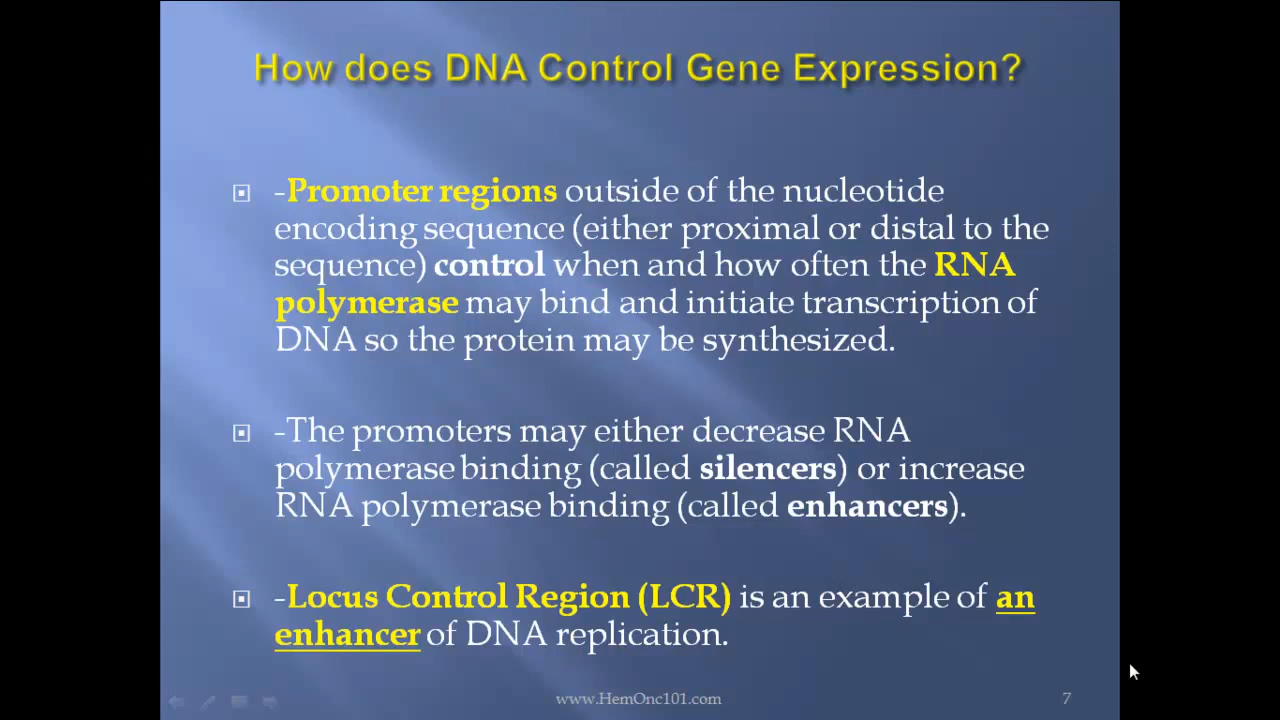 How does DNA Control Gene Expression?
-Promoter regions outside of the nucleotide
encoding sequence (either proximal or distal to the
sequence) control when and how often the RNA
polymerase may bind and initiate transcription of
DNA so the protein may be synthesized.
-The promoters may either decrease RNA
polymerase binding (called silencers) or increase
RNA polymerase binding (called enhancers).
-Locus Control Region (LCR) is an example of an
enhancer of DNA replication.
www.HemOnc101.com
7